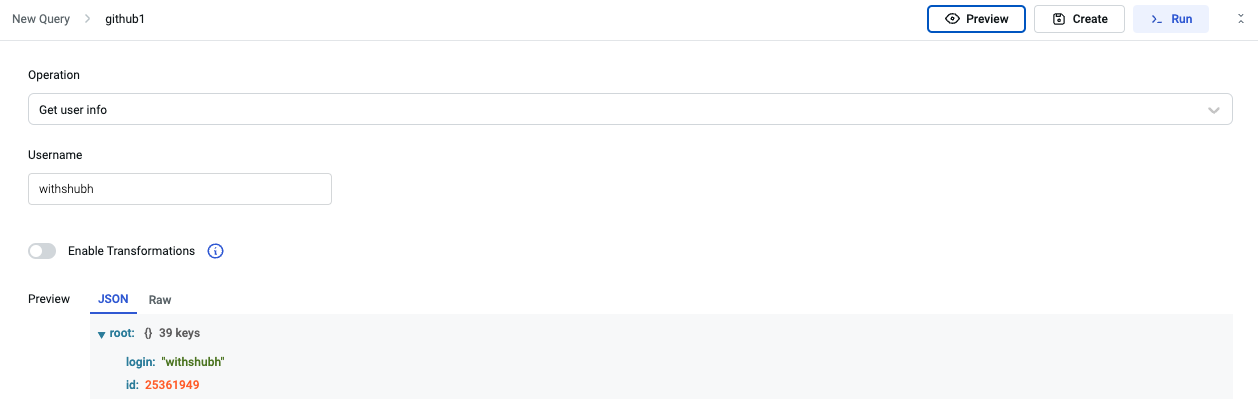 New Query > github1 Preview Create >_ Run
Operation
Get user info
Username
withshubh
Enable Transformations i
Preview JSON Raw
▼ root: {} 39 keys
login: "withshubh"
id: 25361949